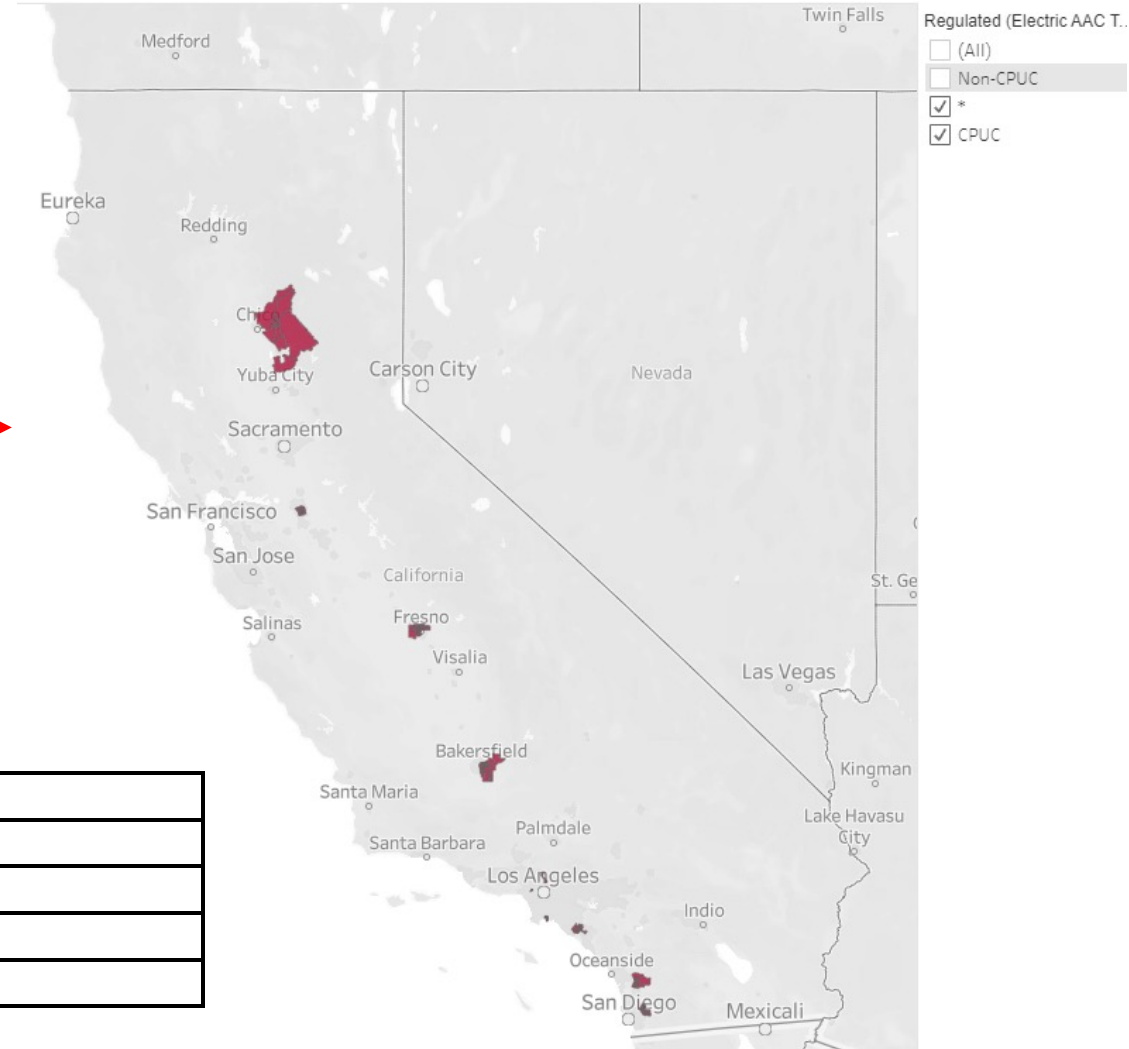 Twin Falls
Medford
Eureka
Redding
Chico
Yuba City
Carson City
Nevada
Sacramento
San Francisco
San Jose
California
St. Ge
Salinas
Fresno
Visalia
Las Vegas
Bakersfield
Kingman
Santa Maria
Lake Havasu
City
Palmdale
Santa Barbara
Los Angeles
Indio
Oceanside
San Diego
Mexicali
Regulated (Electric AAC T..
(All)
Non-CPUC
*
CPUC